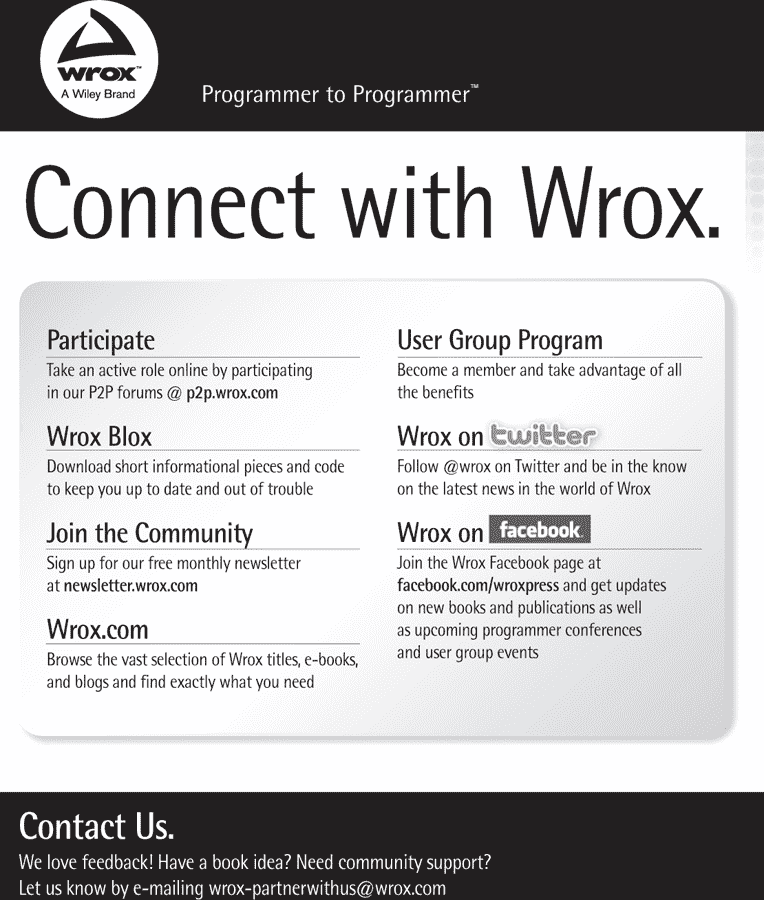 wrox™
A Wiley Brand
Programmer to Programmer™
Connect with Wrox.
Participate
Take an active role online by participating
in our P2P forums @ p2p.wrox.com
Wrox Blox
Download short informational pieces and code
to keep you up to date and out of trouble
Join the Community
Sign up for our free monthly newsletter
at newsletter.wrox.com
Wrox.com
Browse the vast selection of Wrox titles, e-books,
and blogs and find exactly what you need
User Group Program
Become a member and take advantage of all
the benefits
Wrox on twitter
Follow @wrox on Twitter and be in the know
on the latest news in the world of Wrox
Wrox on facebook
Join the Wrox Facebook page at
facebook.com/wroxpress and get updates
on new books and publications as well
as upcoming programmer conferences
and user group events
Contact Us.
We love feedback! Have a book idea? Need community support?
Let us know by e-mailing wrox-partnerwithus@wrox.com